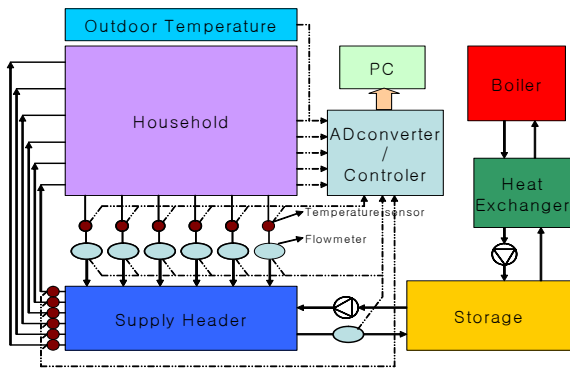 Outdoor Temperature
PC
Boiler
Household
ADconverter
/
Controler
Heat
Exchanger
Temperature sensor
Flowmeter
Supply Header
Storage